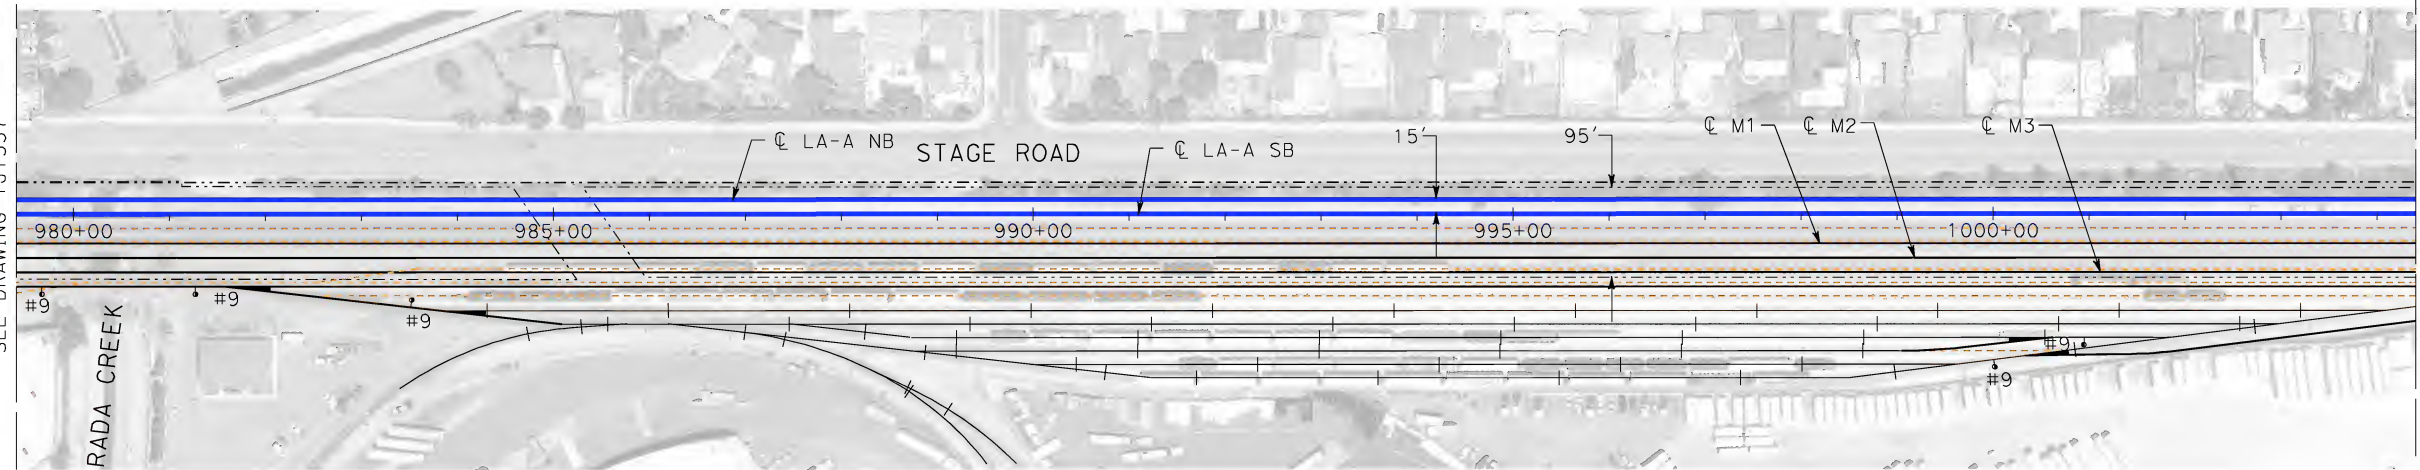 ℄ LA-A NB
STAGE ROAD
℄ LA-A SB
15'
95'
℄ M1
℄ M2
℄ M3
980+00
985+00
990+00
995+00
1000+00
#9
#9
#9
#9
#9
RADA CREEK
SEE DRAWING